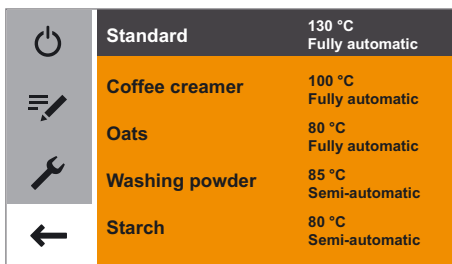 Standard 130 °C
Fully automatic
Coffee creamer 100 °C
Fully automatic
Oats 80 °C
Fully automatic
Washing powder 85 °C
Semi-automatic
Starch 80 °C
Semi-automatic